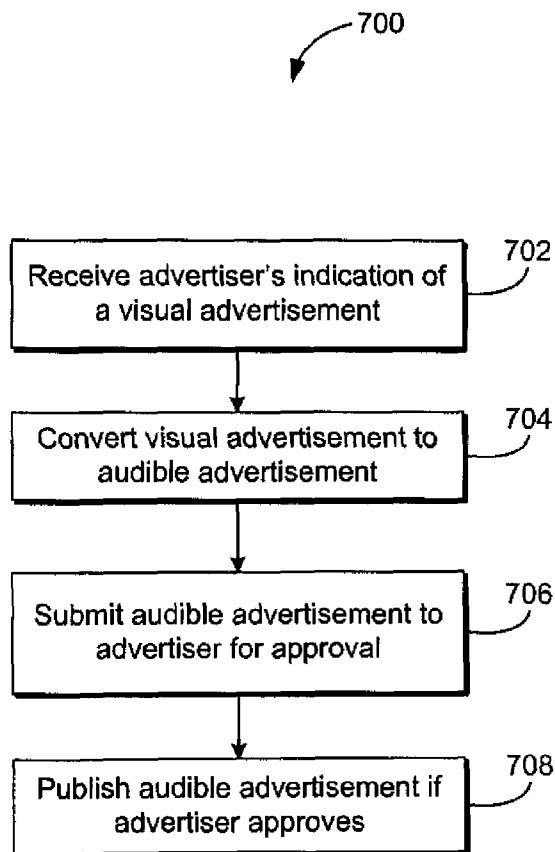 700
Receive advertiser's indication of
a visual advertisement
702
Convert visual advertisement to
audible advertisement
704
Submit audible advertisement to
advertiser for approval
706
Publish audible advertisement if
advertiser approves
708